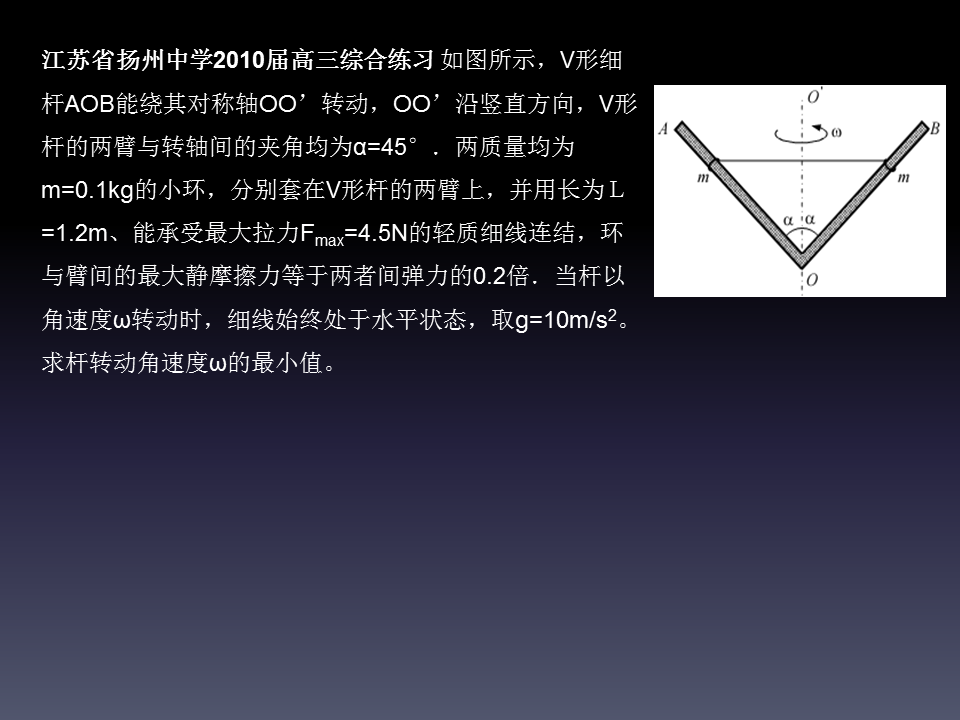 江苏省扬州中学2010届高三综合练习 如图所示，V形细
杆AOB能绕其对称轴OO’转动，OO’沿竖直方向，V形
杆的两臂与转轴间的夹角均为α=45°．两质量均为
m=0.1kg的小环，分别套在V形杆的两臂上，并用长为Ｌ
=1.2m、能承受最大拉力Fmax=4.5N的轻质细线连结，环
与臂间的最大静摩擦力等于两者间弹力的0.2倍．当杆以
角速度ω转动时，细线始终处于水平状态，取g=10m/s2。
求杆转动角速度ω的最小值。
O'
A
ω
B
m
m
α α
O